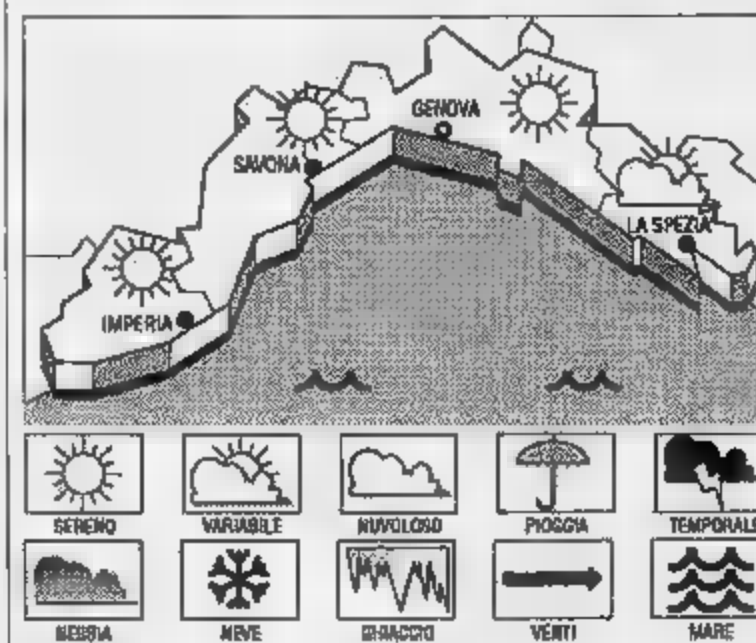 GENOVA
SAVONA
LA SPEZIA
IMPERIA
SERENO VARIABILE NUVOLOSO PIOGGIA TEMPORALE
NEBBIA NEVE GHIACCIO VENTI MARE